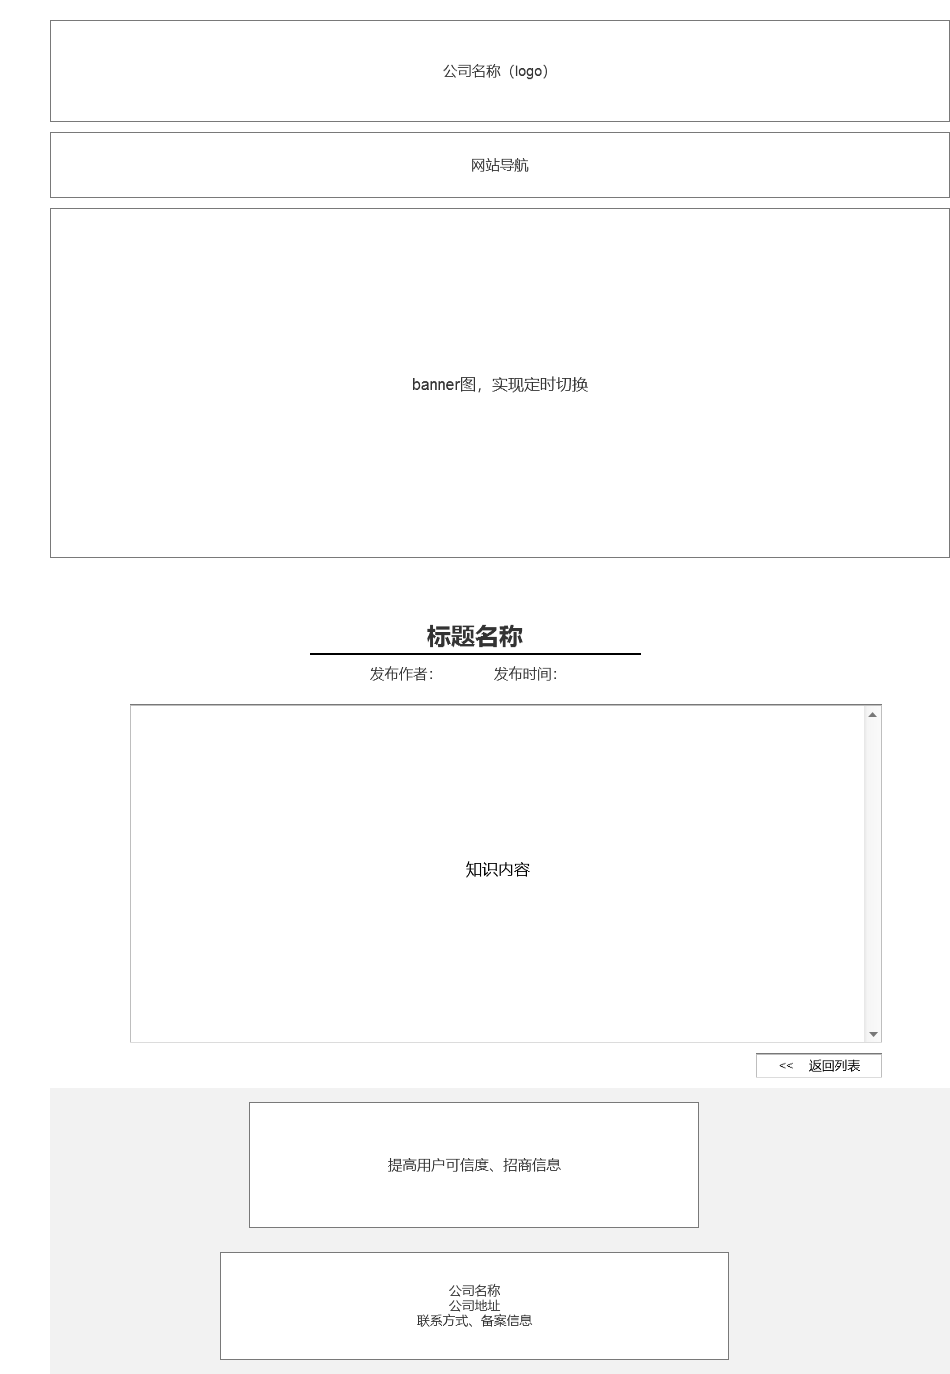 公司名称（logo）
网站导航
banner图，实现定时切换
标题名称
发布作者： 发布时间：
知识内容
<< 返回列表
提高用户可信度、招商信息
公司名称
公司地址
联系方式、备案信息